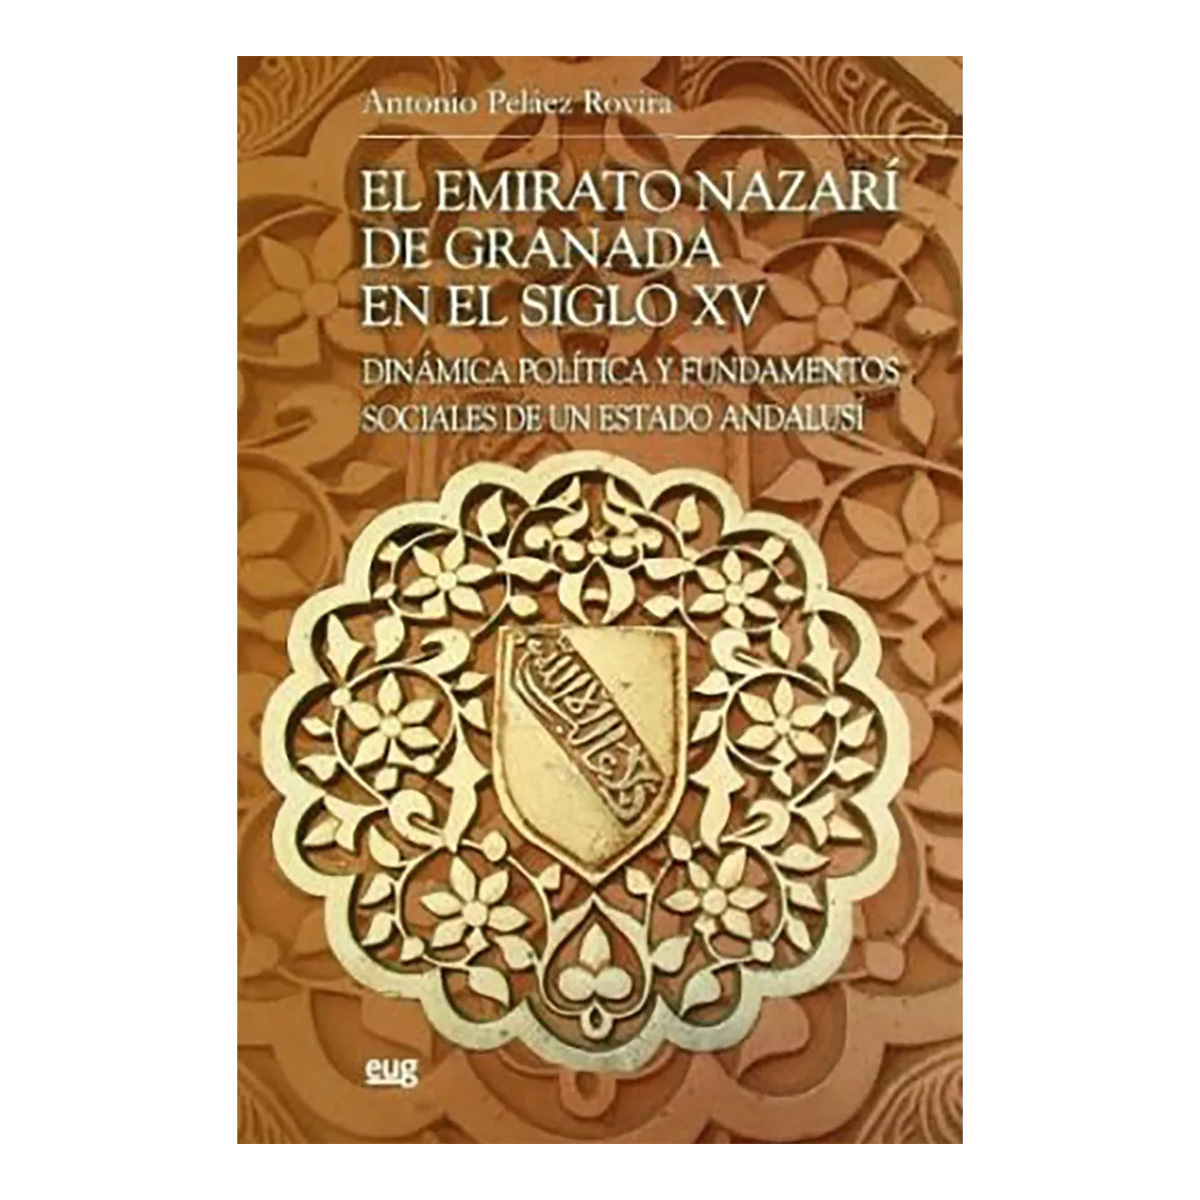 Antonio Peláez Rovira
EL EMIRATO NAZARÍ
DE GRANADA
EN EL SIGLO XV
DINÁMICA POLÍTICA Y FUNDAMENTOS
SOCIALES DE UN ESTADO ANDALUSÍ
eug